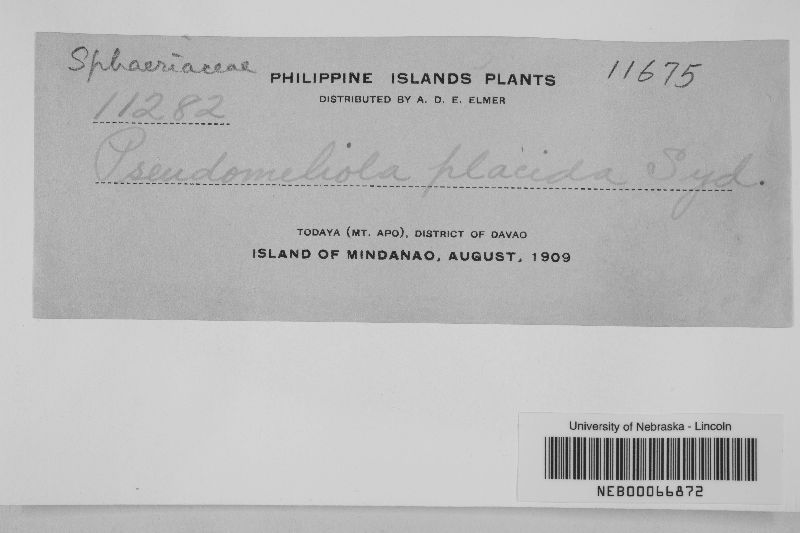 Sphaeriaceae
PHILIPPINE ISLANDS PLANTS
11675
DISTRIBUTED BY A. D. E. ELMER
11282
Pseudomeliola placida Syd.
TODAYA (MT. APO), DISTRICT OF DAVAO
ISLAND OF MINDANAO, AUGUST, 1909
University of Nebraska - Lincoln
NEB00066872